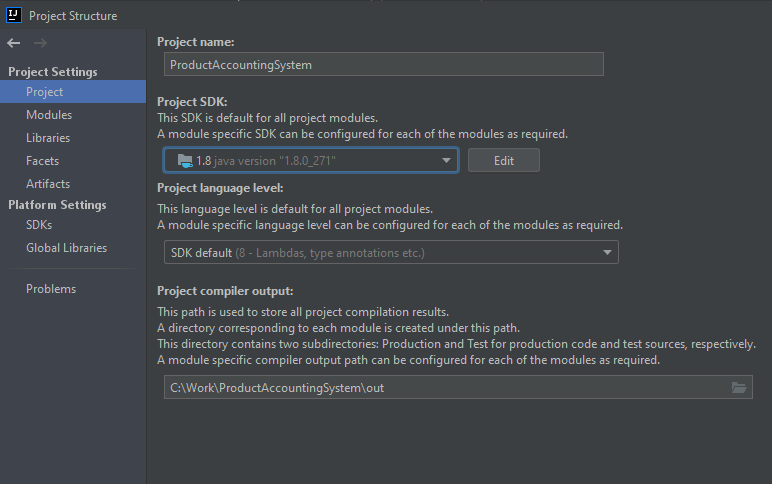 IJ
Project Structure
Project Settings
Project
Modules
Libraries
Facets
Artifacts
Platform Settings
SDKs
Global Libraries
Problems
Project name:
ProductAccountingSystem
Project SDK:
This SDK is default for all project modules.
A module specific SDK can be configured for each of the modules as required.
1.8 java version "1.8.0_271"
Edit
Project language level:
This language level is default for all project modules.
A module specific language level can be configured for each of the modules as required.
SDK default (8 - Lambdas, type annotations etc.)
Project compiler output:
This path is used to store all project compilation results.
A directory corresponding to each module is created under this path.
This directory contains two subdirectories: Production and Test for production code and test sources, respectively.
A module specific compiler output path can be configured for each of the modules as required.
C:\Work\ProductAccountingSystem\out